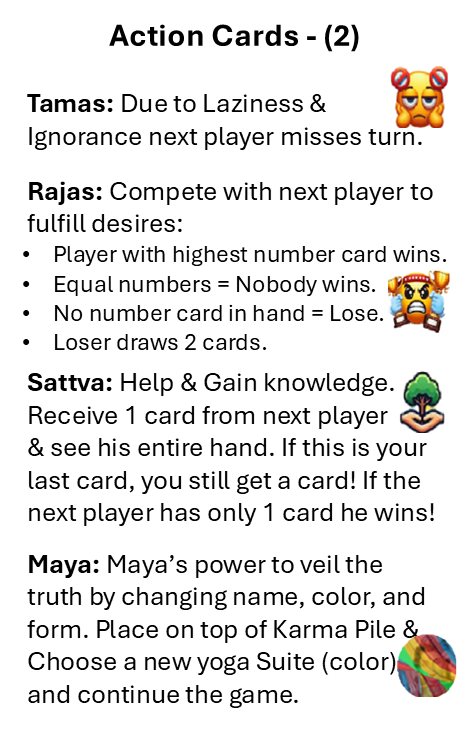 Action Cards - (2)
Tamas: Due to Laziness &
Ignorance next player misses turn.
Rajas: Compete with next player to
fulfill desires:
• Player with highest number card wins.
• Equal numbers = Nobody wins.
• No number card in hand = Lose.
• Loser draws 2 cards.
Sattva: Help & Gain knowledge.
Receive 1 card from next player
& see his entire hand. If this is your
last card, you still get a card! If the
next player has only 1 card he wins!
Maya: Maya’s power to veil the
truth by changing name, color, and
form. Place on top of Karma Pile &
Choose a new yoga Suite (color)
and continue the game.